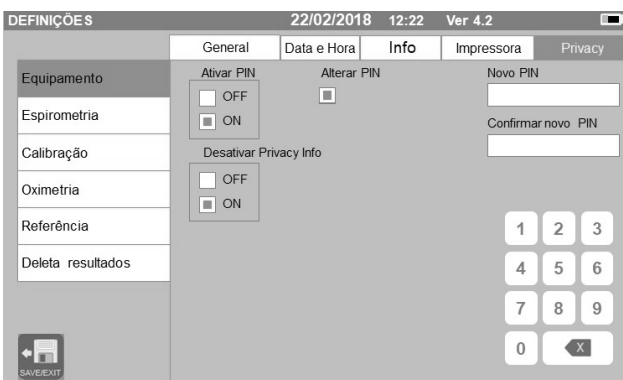 DEFINIÇÕES 22/02/2018 12:22 Ver 4.2
General Data e Hora Info Impressora Privacy
Equipamento
Espirometria
Calibração
Oximetria
Referência
Deleta resultados
SAVE/EXIT
Ativar PIN
OFF
ON
Alterar PIN
Desativar Privacy Info
OFF
ON
Novo PIN
Confirmar novo PIN
1 2 3
4 5 6
7 8 9
0 X